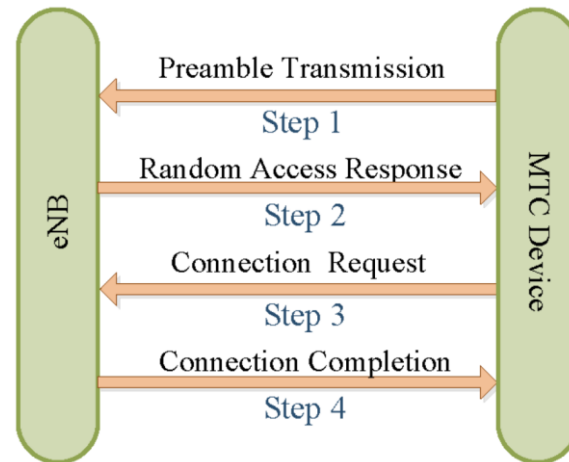 eNB
Preamble Transmission
Step 1
Random Access Response
Step 2
Connection Request
Step 3
Connection Completion
Step 4
MTC Device